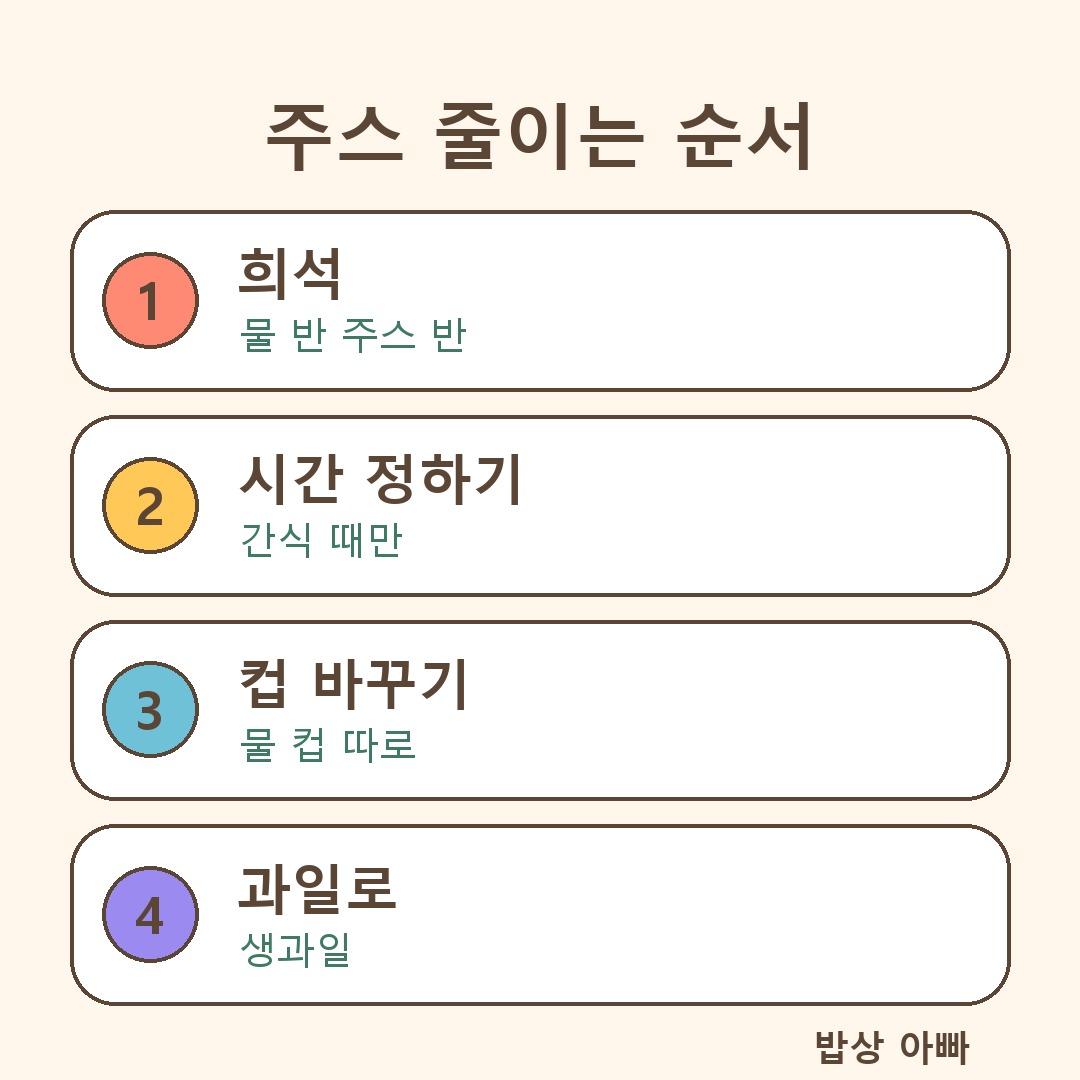 주스 줄이는 순서
1
희석
물 반 주스 반
2
시간 정하기
간식 때만
3
컵 바꾸기
물 컵 따로
4
과일로
생과일
밥상 아빠